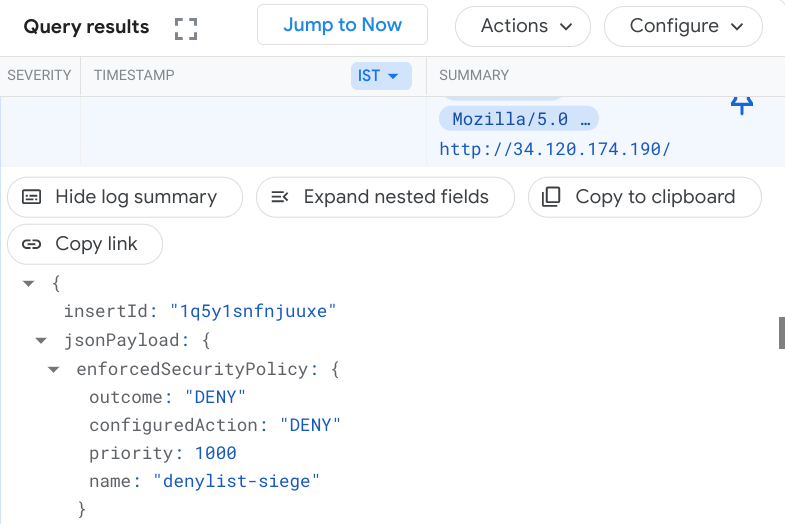 Query results
Jump to Now
Actions
Configure
SEVERITY TIMESTAMP IST SUMMARY
Mozilla/5.0 …
http://34.120.174.190/
Hide log summary
Expand nested fields
Copy to clipboard
Copy link
{
insertId: "1q5y1snfnjuuxe"
jsonPayload: {
enforcedSecurityPolicy: {
outcome: "DENY"
configuredAction: "DENY"
priority: 1000
name: "denylist-siege"
}